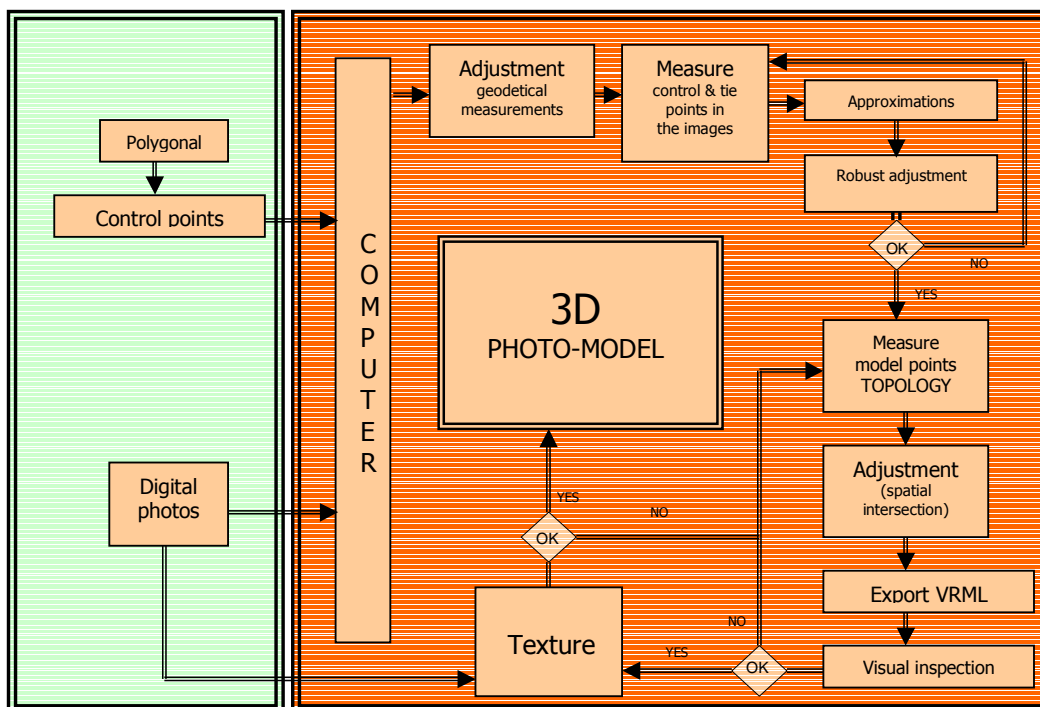 Polygonal
Control points
Digital
photos
C
O
M
P
U
T
E
R
Adjustment
geodetical
measurements
Measure
control & tie
points in
the images
Approximations
Robust adjustment
OK
NO
YES
Measure
model points
TOPOLOGY
Adjustment
(spatial
intersection)
Export VRML
Visual inspection
OK
NO
YES
Texture
OK
NO
YES
3D
PHOTO-MODEL